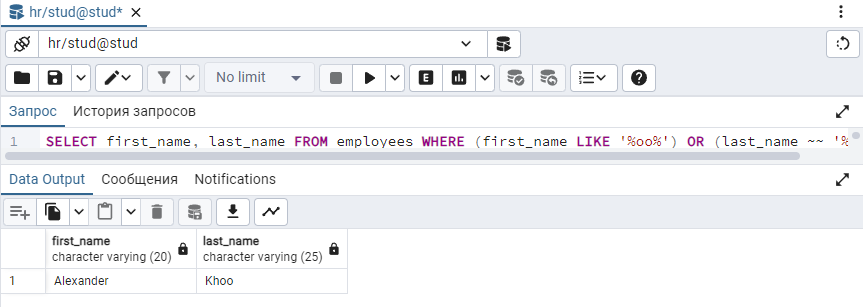 hr/stud@stud*
hr/stud@stud
No limit
Запрос История запросов
1 SELECT first_name, last_name FROM employees WHERE (first_name LIKE '%oo%') OR (last_name ~~ '%
Data Output Сообщения Notifications
first_name last_name
character varying (20) character varying (25)
1 Alexander Khoo